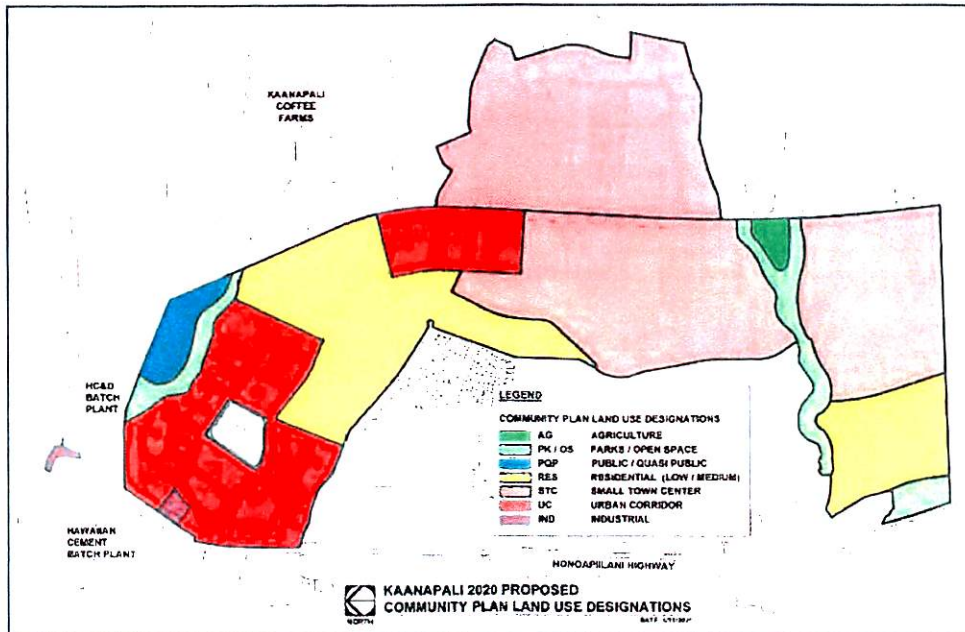 KAANAPALI
COFFEE
FARMS
HC&D
BATCH
PLANT
HAWAIIAN
CEMENT
BATCH PLANT
LEGEND
COMMUNITY PLAN LAND USE DESIGNATIONS
AG AGRICULTURE
PK / OS PARKS / OPEN SPACE
PQP PUBLIC / QUASI PUBLIC
RES RESIDENTIAL (LOW / MEDIUM)
STC SMALL TOWN CENTER
UC URBAN CORRIDOR
IND INDUSTRIAL
HONOAPIILANI HIGHWAY
KAANAPALI 2020 PROPOSED
COMMUNITY PLAN LAND USE DESIGNATIONS
NORTH
DATE